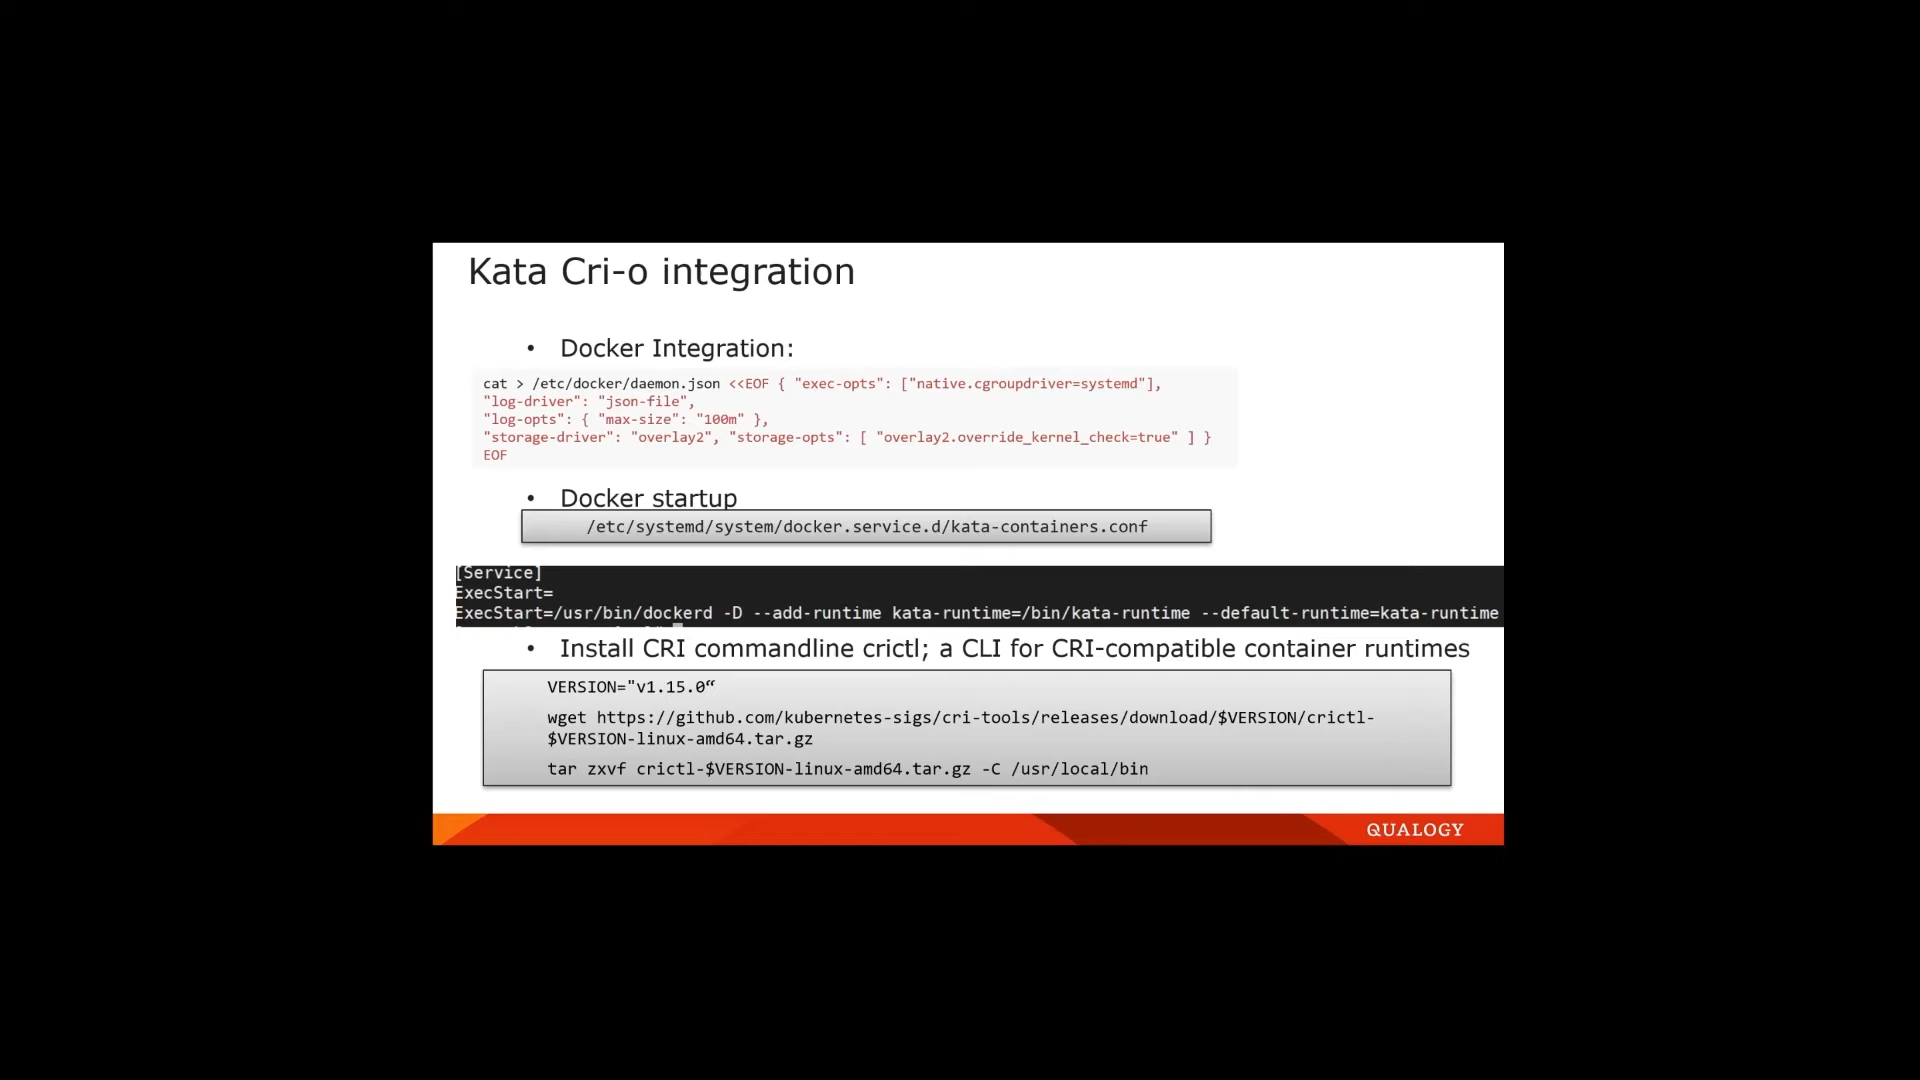 Kata Cri-o integration
• Docker Integration:
cat > /etc/docker/daemon.json <<EOF { "exec-opts": ["native.cgroupdriver=systemd"],
"log-driver": "json-file",
"log-opts": { "max-size": "100m" },
"storage-driver": "overlay2", "storage-opts": [ "overlay2.override_kernel_check=true" ] }
EOF
• Docker startup
/etc/systemd/system/docker.service.d/kata-containers.conf
[Service]
ExecStart=
ExecStart=/usr/bin/dockerd -D --add-runtime kata-runtime=/bin/kata-runtime --default-runtime=kata-runtime
• Install CRI commandline crictl; a CLI for CRI-compatible container runtimes
VERSION="v1.15.0“
wget https://github.com/kubernetes-sigs/cri-tools/releases/download/$VERSION/crictl-
$VERSION-linux-amd64.tar.gz
tar zxvf crictl-$VERSION-linux-amd64.tar.gz -C /usr/local/bin
QUALOGY